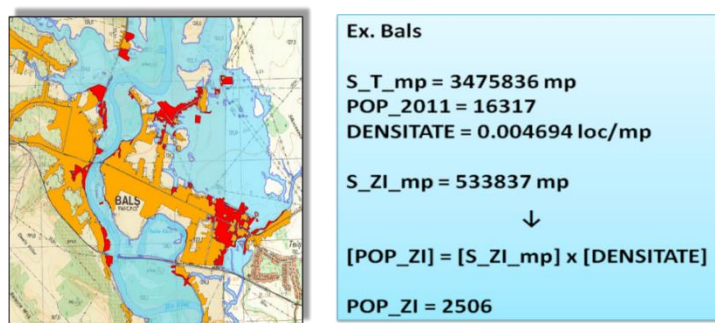 BALS
Ex. Bals
S_T_mp = 3475836 mp
POP_2011 = 16317
DENSITATE = 0.004694 loc/mp
S_ZI_mp = 533837 mp
↓
[POP_ZI] = [S_ZI_mp] x [DENSITATE]
POP_ZI = 2506